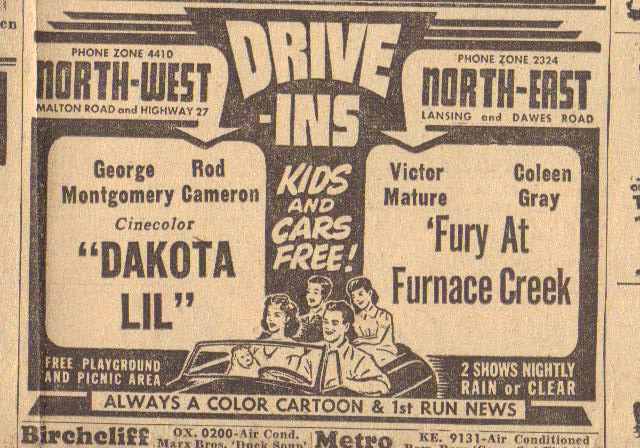 DRIVE
-INS
PHONE ZONE 4410
NORTH-WEST
MALTON ROAD and HIGHWAY 27
PHONE ZONE 2324
NORTH-EAST
LANSING and DAWES ROAD
George Rod
Montgomery Cameron
Cinecolor
"DAKOTA
LIL"
KIDS
AND
CARS
FREE!
Victor Coleen
Mature Gray
'Fury At
Furnace Creek
FREE PLAYGROUND
AND PICNIC AREA
2 SHOWS NIGHTLY
RAIN or CLEAR
ALWAYS A COLOR CARTOON & 1st RUN NEWS
Birchcliff OX. 0200-Air Cond.
Marx Bros. 'Duck Soup'
Metro KE. 9131-Air Conditioned